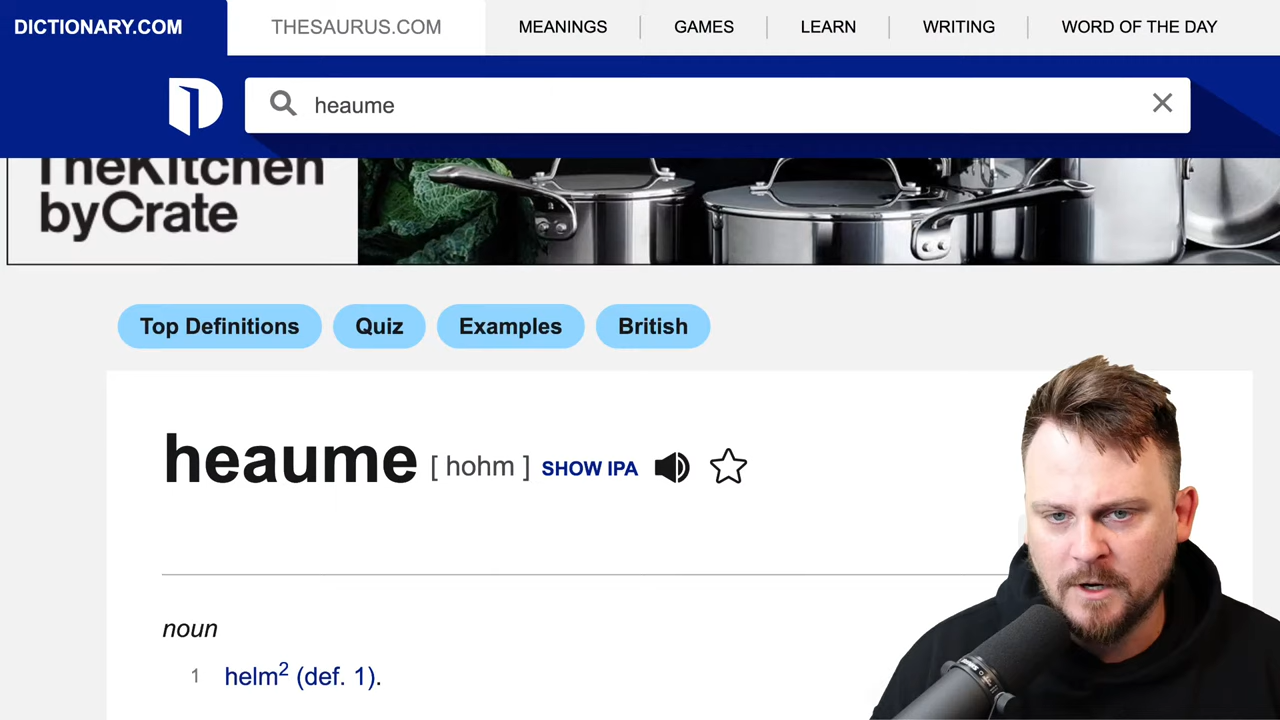 DICTIONARY.COM THESAURUS.COM MEANINGS GAMES LEARN WRITING WORD OF THE DAY
heaume
TheKitchen
byCrate
Top Definitions Quiz Examples British
heaume [ hohm ] SHOW IPA
noun
1 helm2 (def. 1).